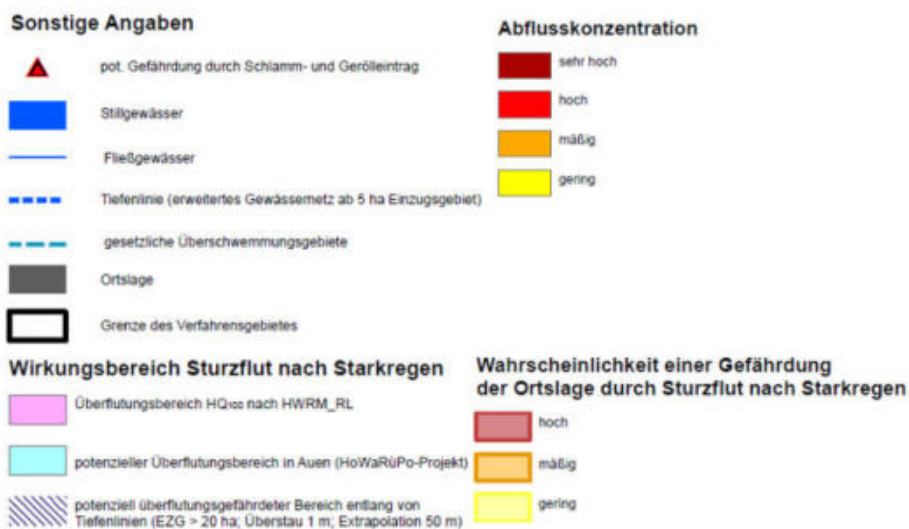 Sonstige Angaben
pot. Gefährdung durch Schlamm- und Gerölleintrag
Stillgewässer
Fließgewässer
Tiefenlinie (erweitertes Gewässernetz ab 5 ha Einzugsgebiet)
gesetzliche Überschwemmungsgebiete
Ortslage
Grenze des Verfahrensgebietes
Abflusskonzentration
sehr hoch
hoch
mäßig
gering
Wirkungsbereich Sturzflut nach Starkregen
Überflutungsbereich HQ100 nach HWRM_RL
potenzieller Überflutungsbereich in Auen (HoWaRüPo-Projekt)
potenziell überflutungsgefährdeter Bereich entlang von
Tiefenlinien (EZG > 20 ha; Überstau 1 m; Extrapolation 50 m)
Wahrscheinlichkeit einer Gefährdung
der Ortslage durch Sturzflut nach Starkregen
hoch
mäßig
gering